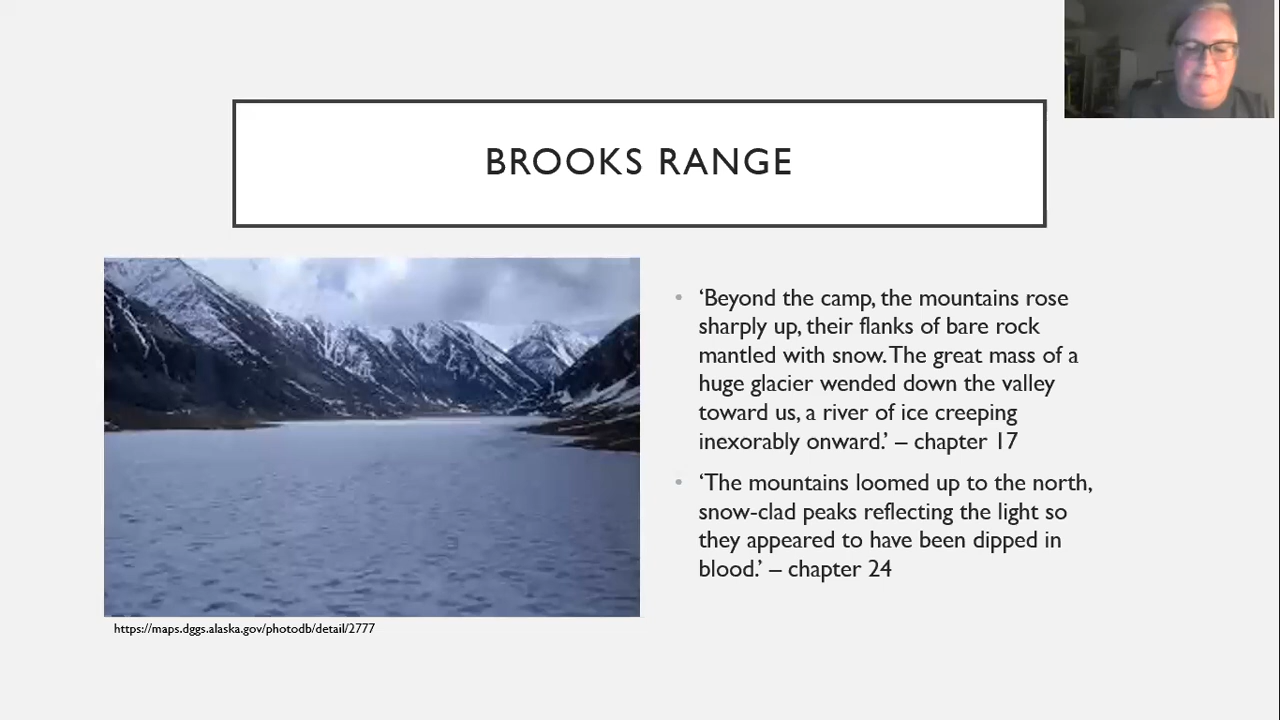 BROOKS RANGE
‘Beyond the camp, the mountains rose
sharply up, their flanks of bare rock
mantled with snow. The great mass of a
huge glacier wended down the valley
toward us, a river of ice creeping
inexorably onward.’ – chapter 17
‘The mountains loomed up to the north,
snow-clad peaks reflecting the light so
they appeared to have been dipped in
blood.’ – chapter 24
https://maps.dggs.alaska.gov/photodb/detail/2777